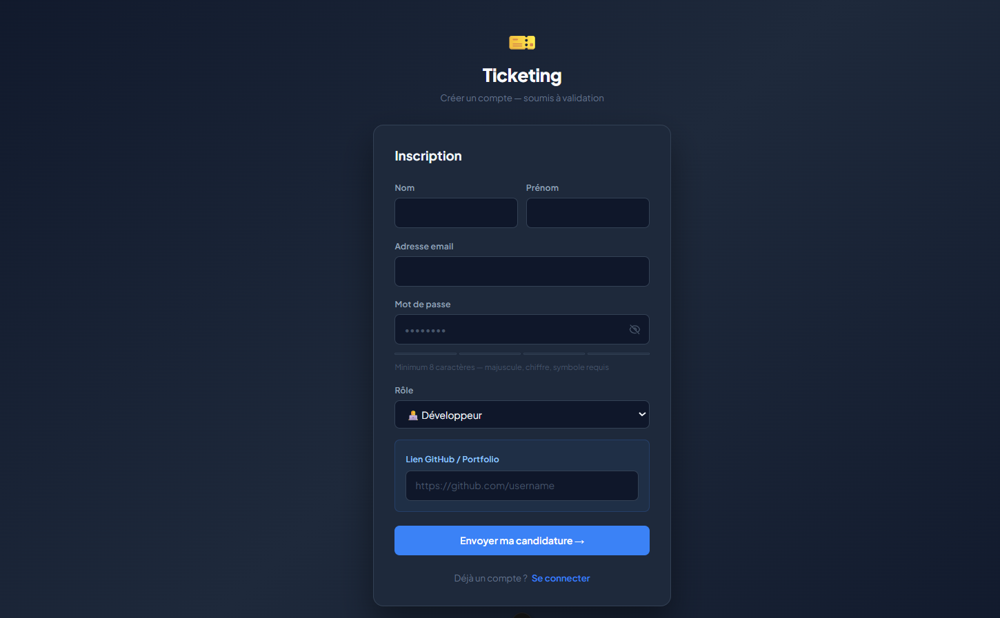 Ticketing
Créer un compte — soumis à validation
Inscription
Nom
Prénom
Adresse email
Mot de passe
••••••••
Minimum 8 caractères — majuscule, chiffre, symbole requis
Rôle
Développeur
Lien GitHub / Portfolio
https://github.com/username
Envoyer ma candidature →
Déjà un compte ? Se connecter